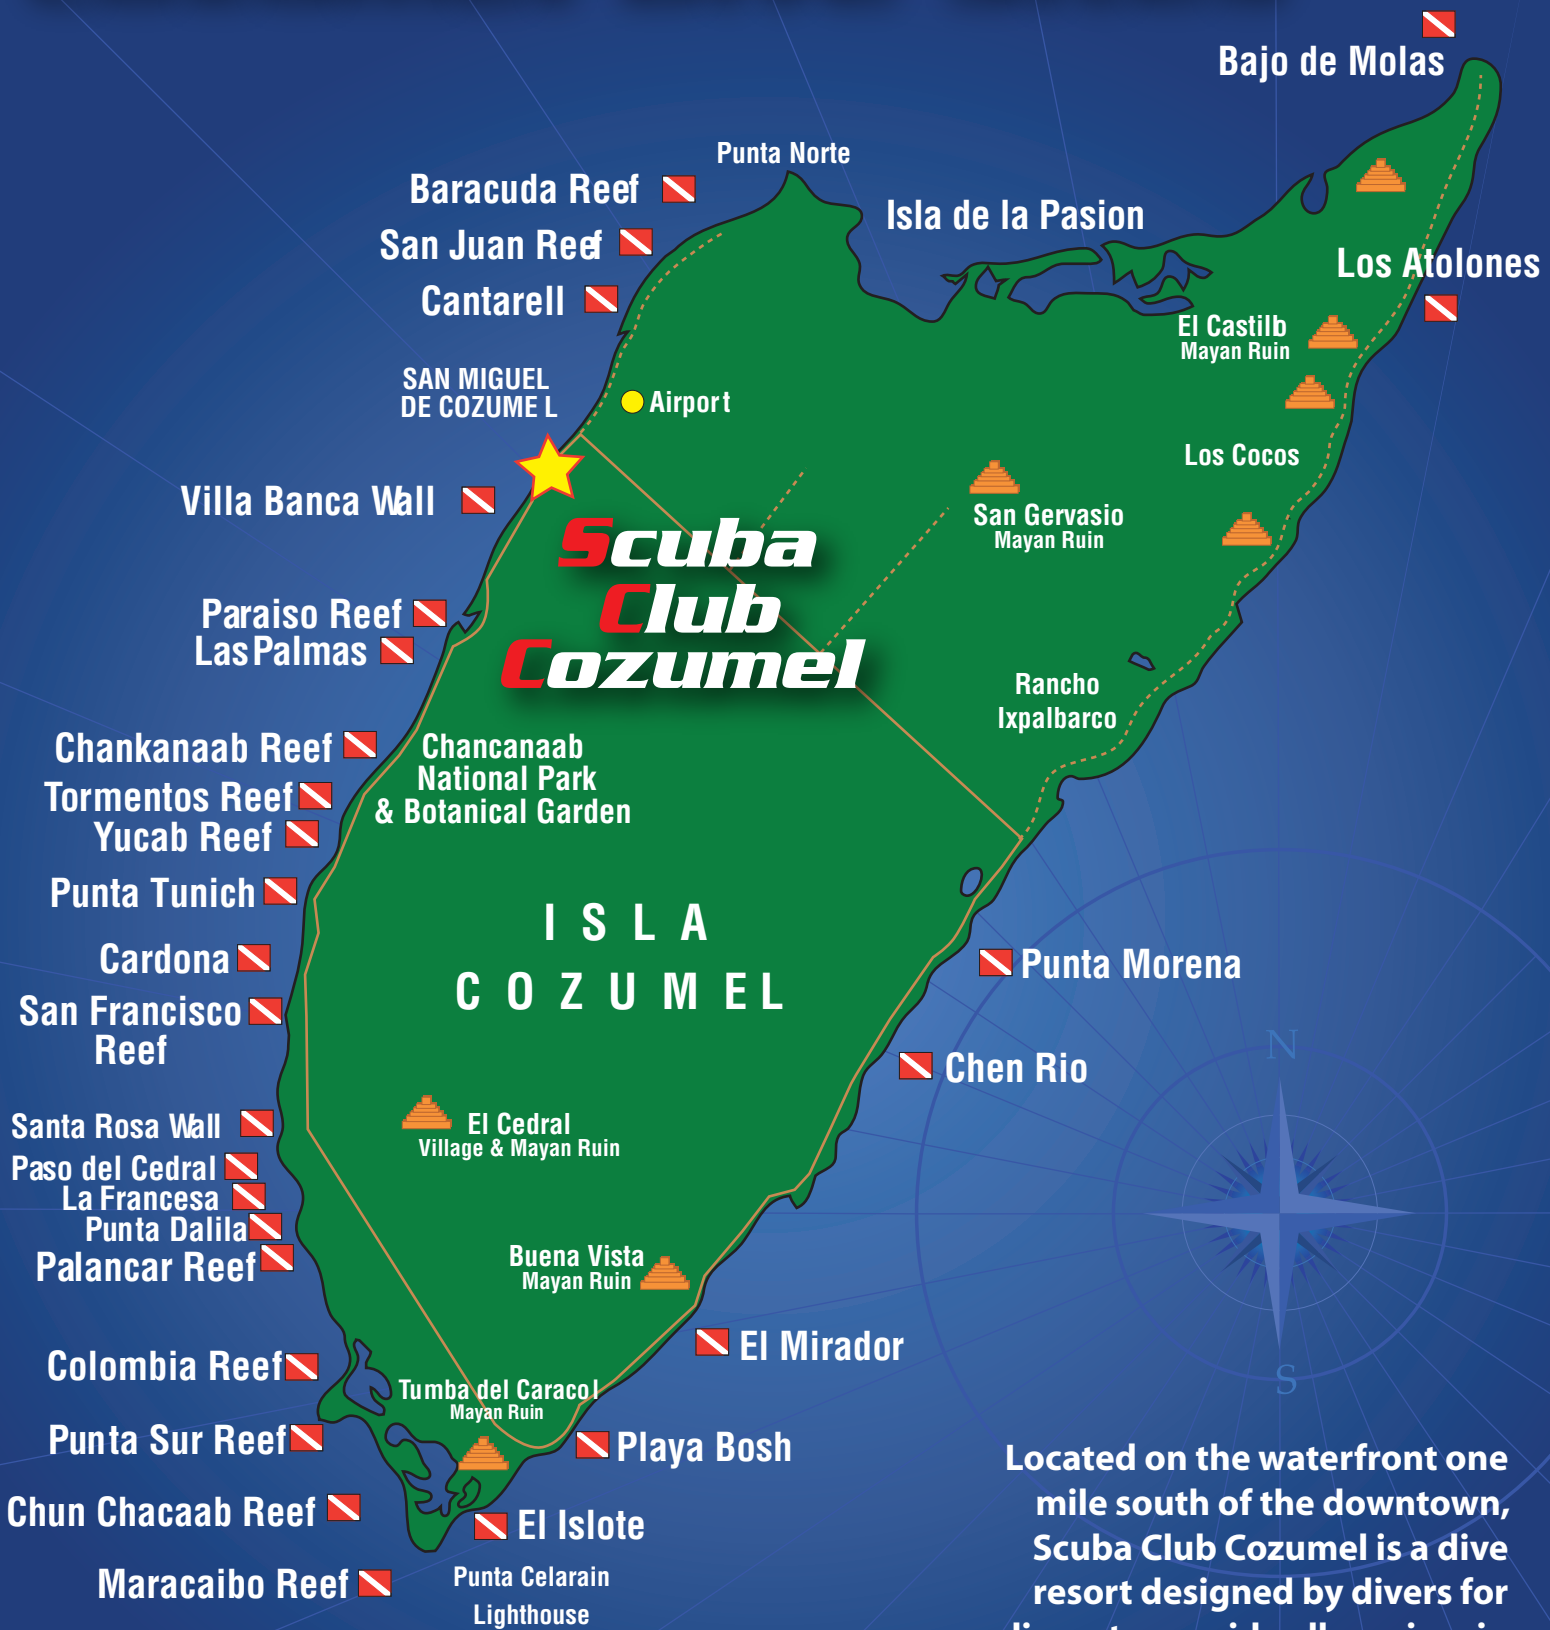 Bajo de Molas
Punta Norte
Baracuda Reef
Isla de la Pasion
San Juan Reef
Los Atolones
Cantarell
El Castillo
Mayan Ruin
SAN MIGUEL
DE COZUMEL
Airport
Los Cocos
Villa Banca Wall
San Gervasio
Mayan Ruin
Scuba
Club
Cozumel
Paraiso Reef
Las Palmas
Rancho
Ixpalbarco
Chankanaab Reef
Chancanaab
National Park
& Botanical Garden
Tormentos Reef
Yucab Reef
Punta Tunich
ISLA
COZUMEL
Cardona
Punta Morena
San Francisco
Reef
N
Chen Rio
Santa Rosa Wall
El Cedral
Village & Mayan Ruin
Paso del Cedral
La Francesa
Punta Dalila
Palancar Reef
Buena Vista
Mayan Ruin
El Mirador
Colombia Reef
S
Tumba del Caracol
Mayan Ruin
Punta Sur Reef
Playa Bosh
Chun Chacaab Reef
El Islote
Maracaibo Reef
Punta Celarain
Lighthouse
Located on the waterfront one
mile south of the downtown,
Scuba Club Cozumel is a dive
resort designed by divers for